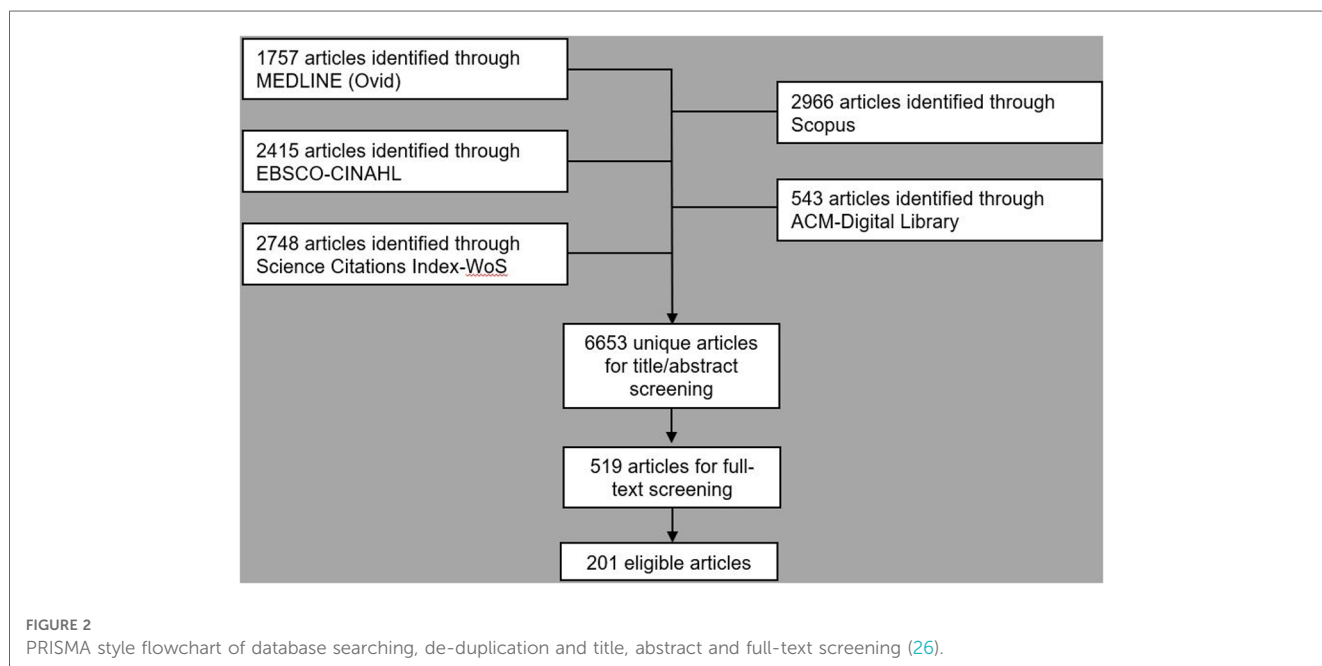 1757 articles identified through
MEDLINE (Ovid)
2966 articles identified through
Scopus
2415 articles identified through
EBSCO-CINAHL
543 articles identified through
ACM-Digital Library
2748 articles identified through
Science Citations Index-WoS
6653 unique articles
for title/abstract
screening
519 articles for full-
text screening
201 eligible articles
FIGURE 2
PRISMA style flowchart of database searching, de-duplication and title, abstract and full-text screening (26).